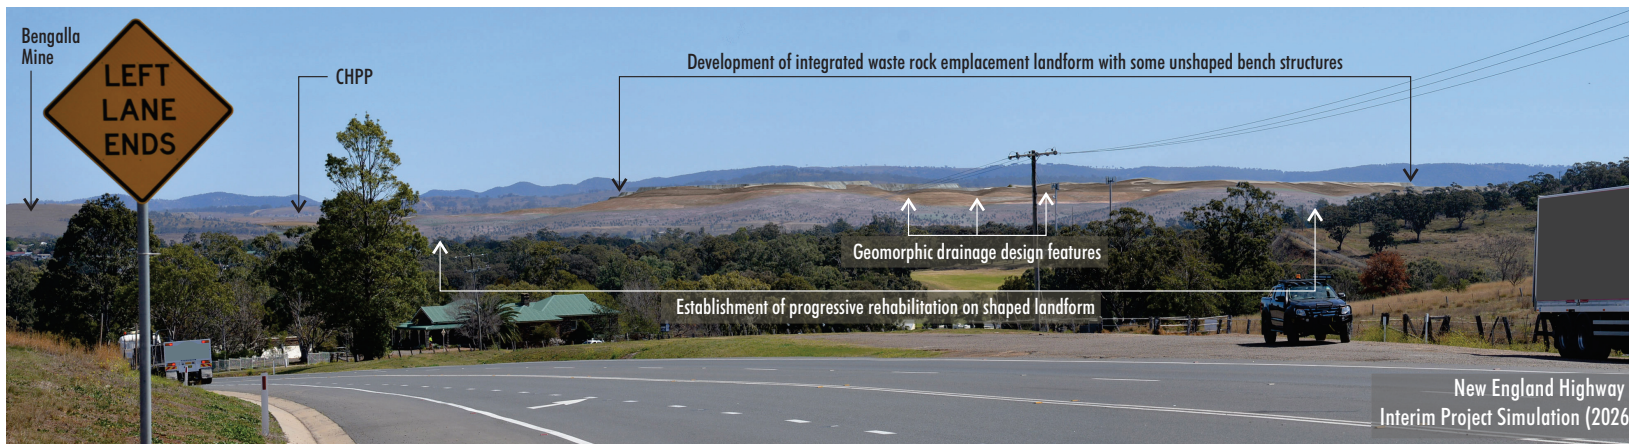 Bengalla
Mine
LEFT
LANE
ENDS
CHPP
Development of integrated waste rock emplacement landform with some unshaped bench structures
Geomorphic drainage design features
Establishment of progressive rehabilitation on shaped landform
New England Highway
Interim Project Simulation (2026